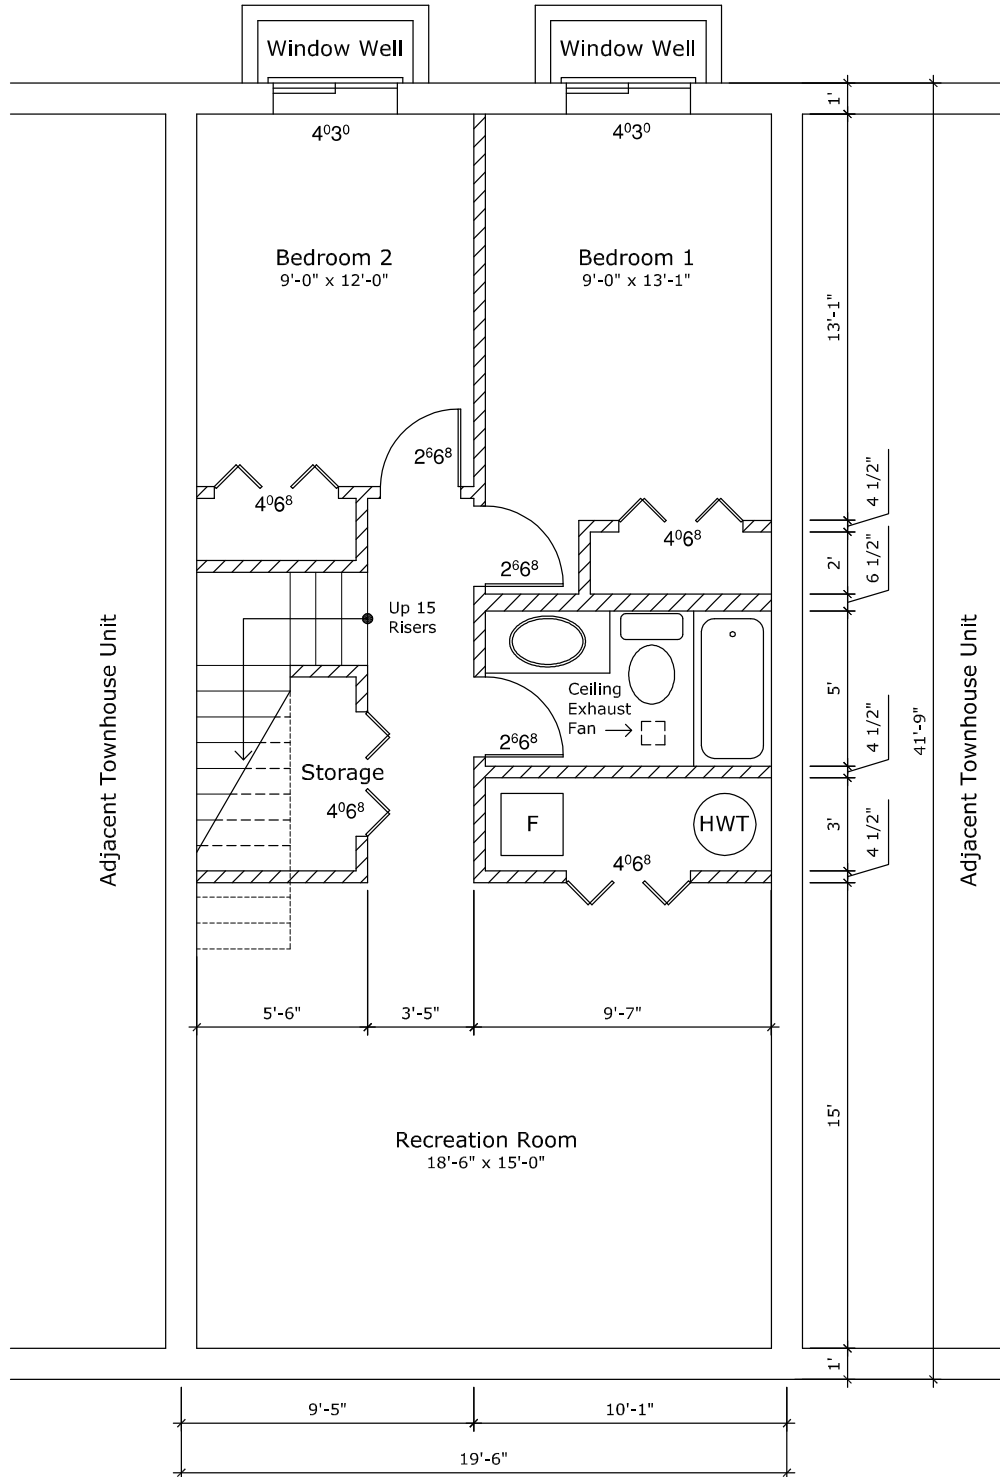 Window Well
Window Well
1'
4⁰3⁰
4⁰3⁰
Bedroom 2
9'-0" x 12'-0"
Bedroom 1
9'-0" x 13'-1"
13'-1"
2⁶6⁸
4⁰6⁸
4 1/2"
4⁰6⁸
2⁶6⁸
2'
6 1/2"
Up 15
Risers
Adjacent Townhouse Unit
Adjacent Townhouse Unit
Ceiling
Exhaust
Fan
5'
2⁶6⁸
4 1/2"
41'-9"
Storage
4⁰6⁸
F
HWT
3'
4 1/2"
4⁰6⁸
5'-6"
3'-5"
9'-7"
15'
Recreation Room
18'-6" x 15'-0"
1'
9'-5"
10'-1"
19'-6"